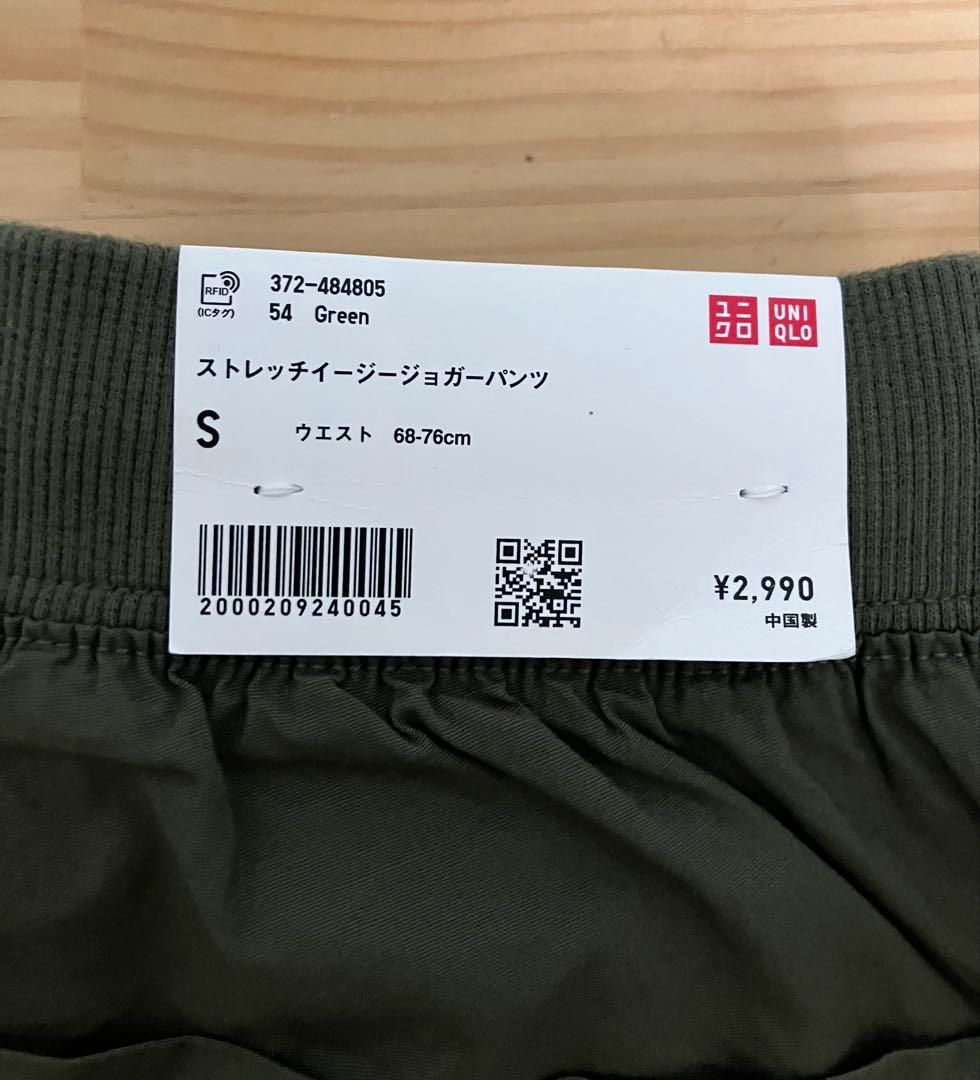 RFID
(ICタグ)
372-484805
54 Green
ユニ
クロ
UNI
QLO
ストレッチイージージョガーパンツ
S ウエスト 68-76cm
2000209240045
¥2,990
中国製